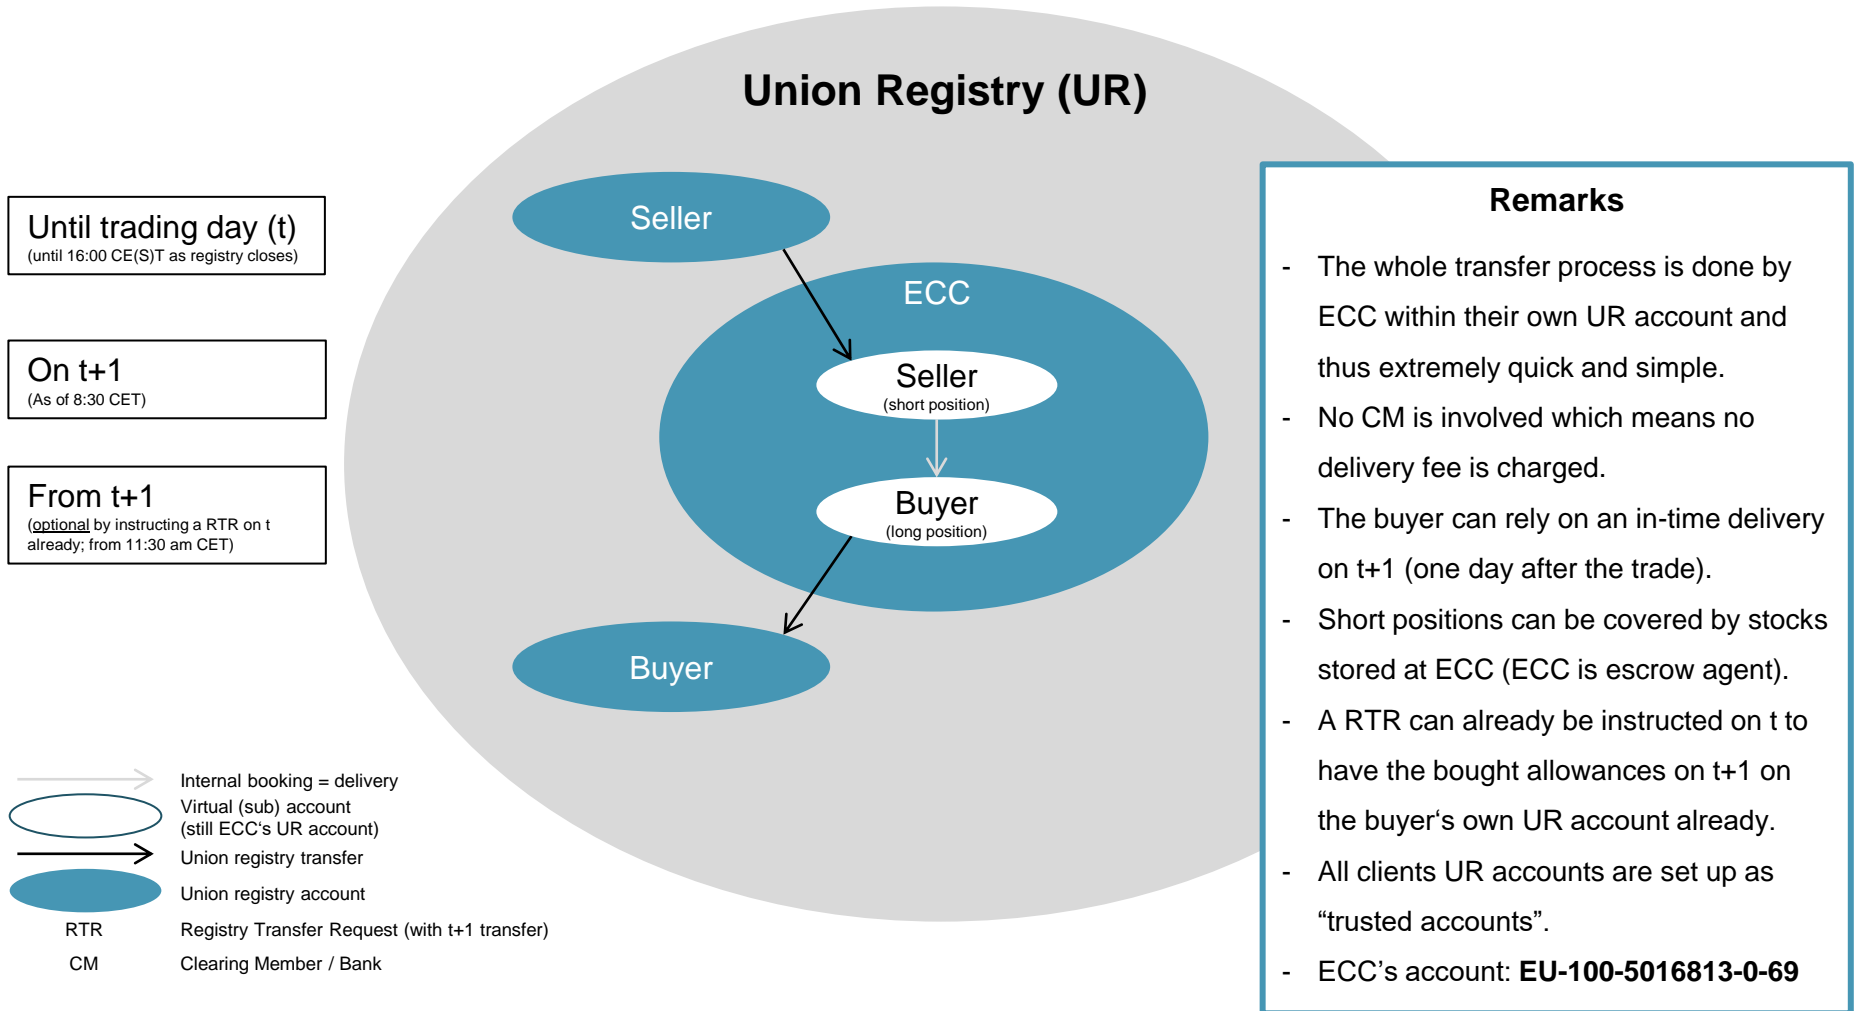 Union Registry (UR)
Until trading day (t)
(until 16:00 CE(S)T as registry closes)
On t+1
(As of 8:30 CET)
From t+1
(optional by instructing a RTR on t
already; from 11:30 am CET)
Seller
ECC
Seller
(short position)
Buyer
(long position)
Buyer
Remarks
- The whole transfer process is done by
ECC within their own UR account and
thus extremely quick and simple.
- No CM is involved which means no
delivery fee is charged.
- The buyer can rely on an in-time delivery
on t+1 (one day after the trade).
- Short positions can be covered by stocks
stored at ECC (ECC is escrow agent).
- A RTR can already be instructed on t to
have the bought allowances on t+1 on
the buyer‘s own UR account already.
- All clients UR accounts are set up as
“trusted accounts”.
- ECC’s account: EU-100-5016813-0-69
Internal booking = delivery
Virtual (sub) account
(still ECC‘s UR account)
Union registry transfer
Union registry account
RTR Registry Transfer Request (with t+1 transfer)
CM Clearing Member / Bank